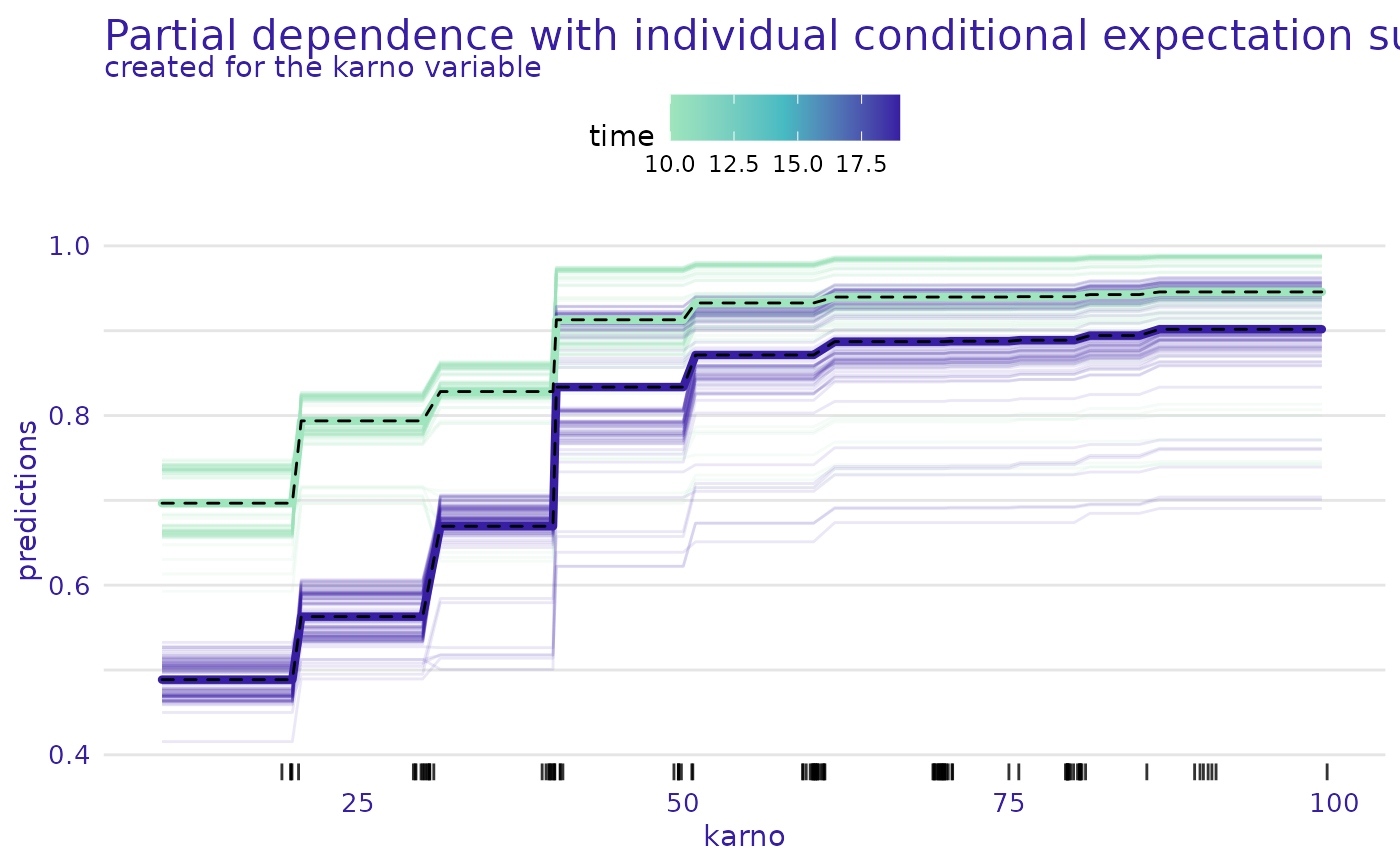 Partial dependence with individual conditional expectation su
created for the karno variable
time
10.0 12.5 15.0 17.5
1.0
0.8
0.6
0.4
predictions
25 50 75 100
karno